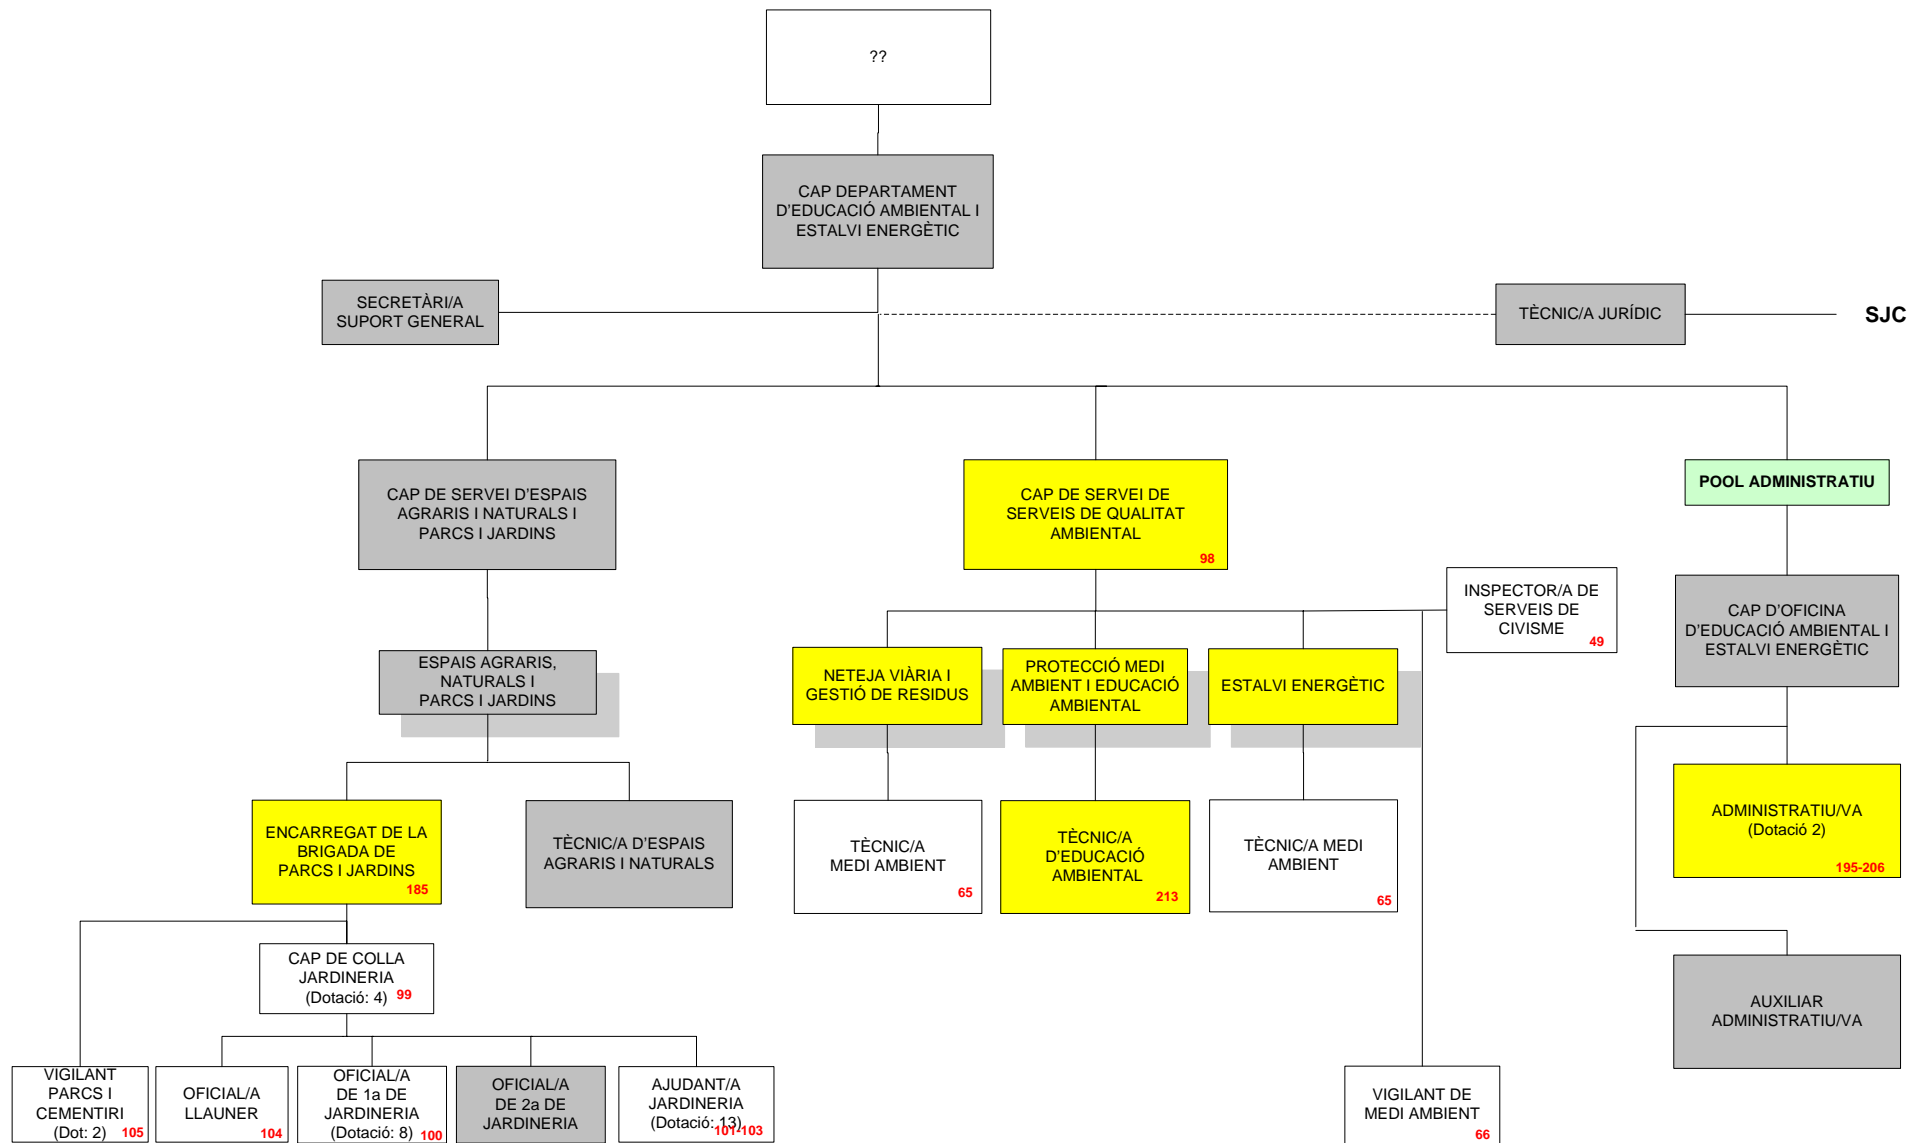 ??
CAP DEPARTAMENT
D'EDUCACIÓ AMBIENTAL I
ESTALVI ENERGÈTIC
SECRETÀRI/A
SUPORT GENERAL
TÈCNIC/A JURÍDIC
SJC
CAP DE SERVEI D'ESPAIS
AGRARIS I NATURALS I
PARCS I JARDINS
CAP DE SERVEI DE
SERVEIS DE QUALITAT
AMBIENTAL
98
POOL ADMINISTRATIU
INSPECTOR/A DE
SERVEIS DE
CIVISME
49
CAP D'OFICINA
D'EDUCACIÓ AMBIENTAL I
ESTALVI ENERGÈTIC
ESPAIS AGRARIS,
NATURALS I
PARCS I JARDINS
NETEJA VIÀRIA I
GESTIÓ DE RESIDUS
PROTECCIÓ MEDI
AMBIENT I EDUCACIÓ
AMBIENTAL
ESTALVI ENERGÈTIC
ENCARREGAT DE LA
BRIGADA DE
PARCS I JARDINS
185
TÈCNIC/A D'ESPAIS
AGRARIS I NATURALS
TÈCNIC/A
MEDI AMBIENT
65
TÈCNIC/A
D'EDUCACIÓ
AMBIENTAL
213
TÈCNIC/A MEDI
AMBIENT
65
ADMINISTRATIU/VA
(Dotació 2)
195-206
CAP DE COLLA
JARDINERIA
(Dotació: 4)
99
AUXILIAR
ADMINISTRATIU/VA
VIGILANT
PARCS I
CEMENTIRI
(Dot: 2)
105
OFICIAL/A
LLAUNER
104
OFICIAL/A
DE 1a DE
JARDINERIA
(Dotació: 8)
100
OFICIAL/A
DE 2a DE
JARDINERIA
AJUDANT/A
JARDINERIA
(Dotació: 13)
101-103
VIGILANT DE
MEDI AMBIENT
66